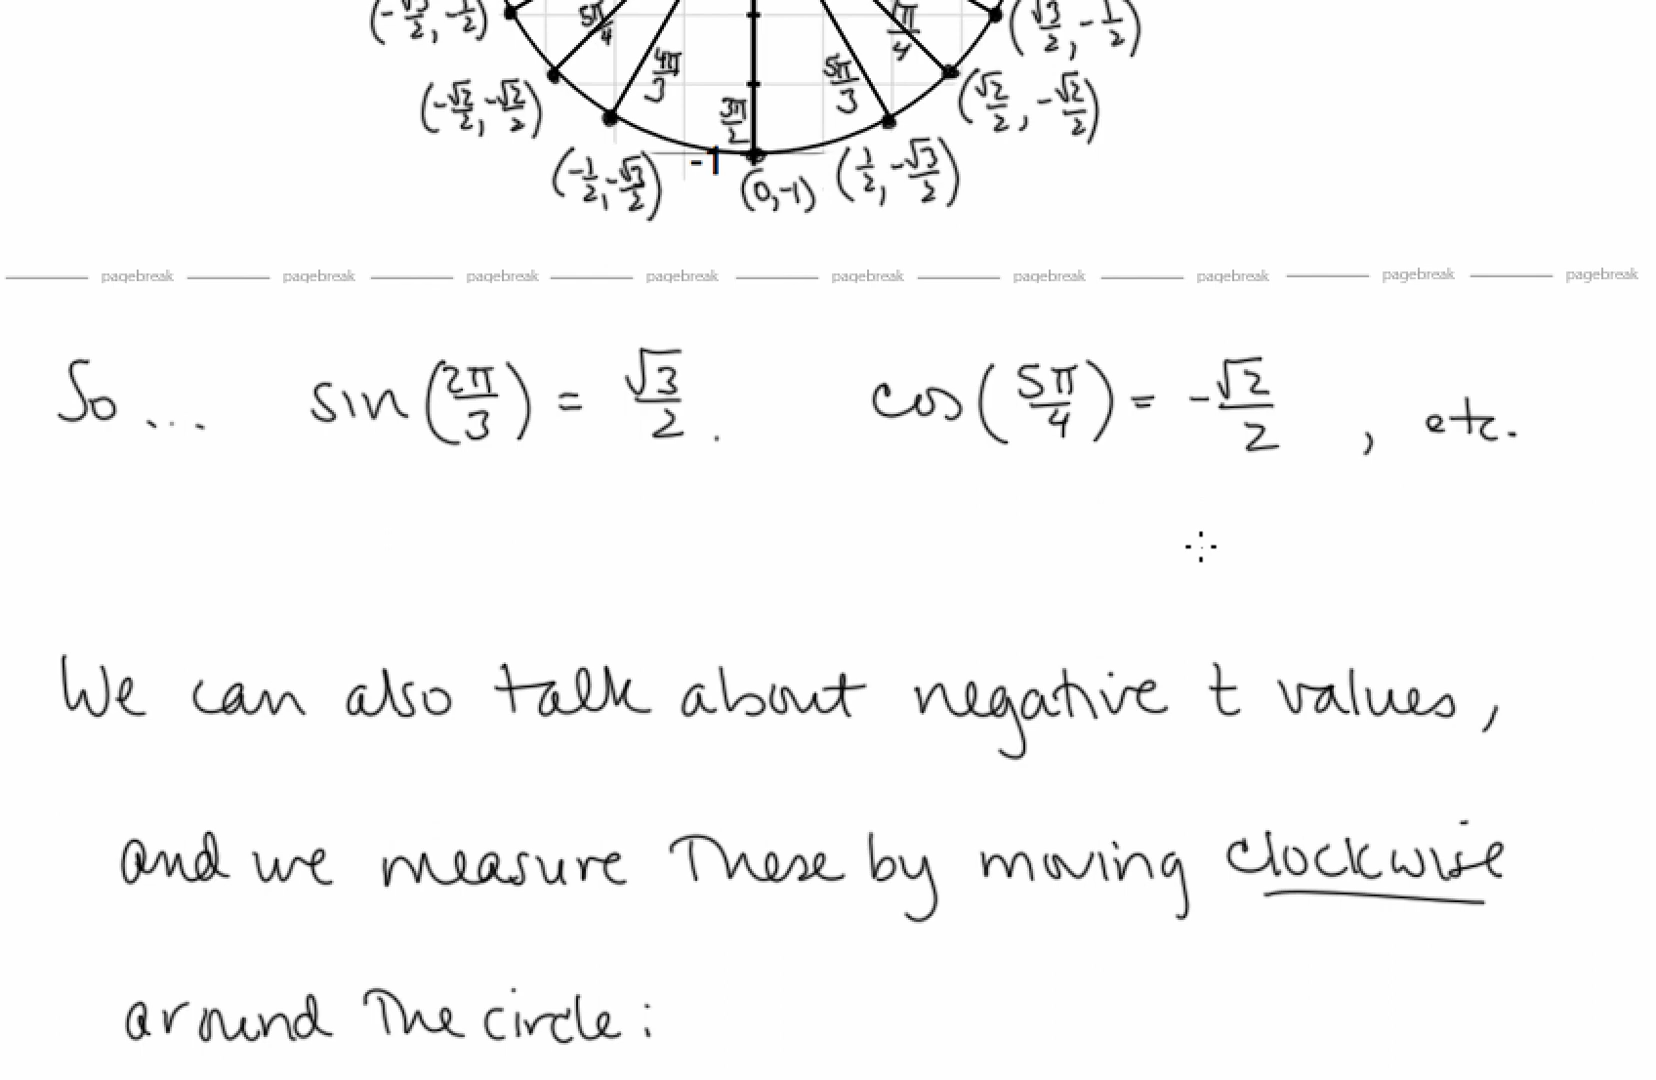 (-√3/2, -1/2) 5π/4 π/4 (√3/2, -1/2)
4π/3 5π/3
(-√2/2, -√2/2) 3π/2 (√2/2, -√2/2)
(-1/2, -√3/2) -1 (0,-1) (1/2, -√3/2)
pagebreak pagebreak pagebreak pagebreak pagebreak pagebreak pagebreak pagebreak pagebreak
So... sin(2π/3) = √3/2. cos(5π/4) = -√2/2, etc.
We can also talk about negative t values,
and we measure these by moving clockwise
around the circle: